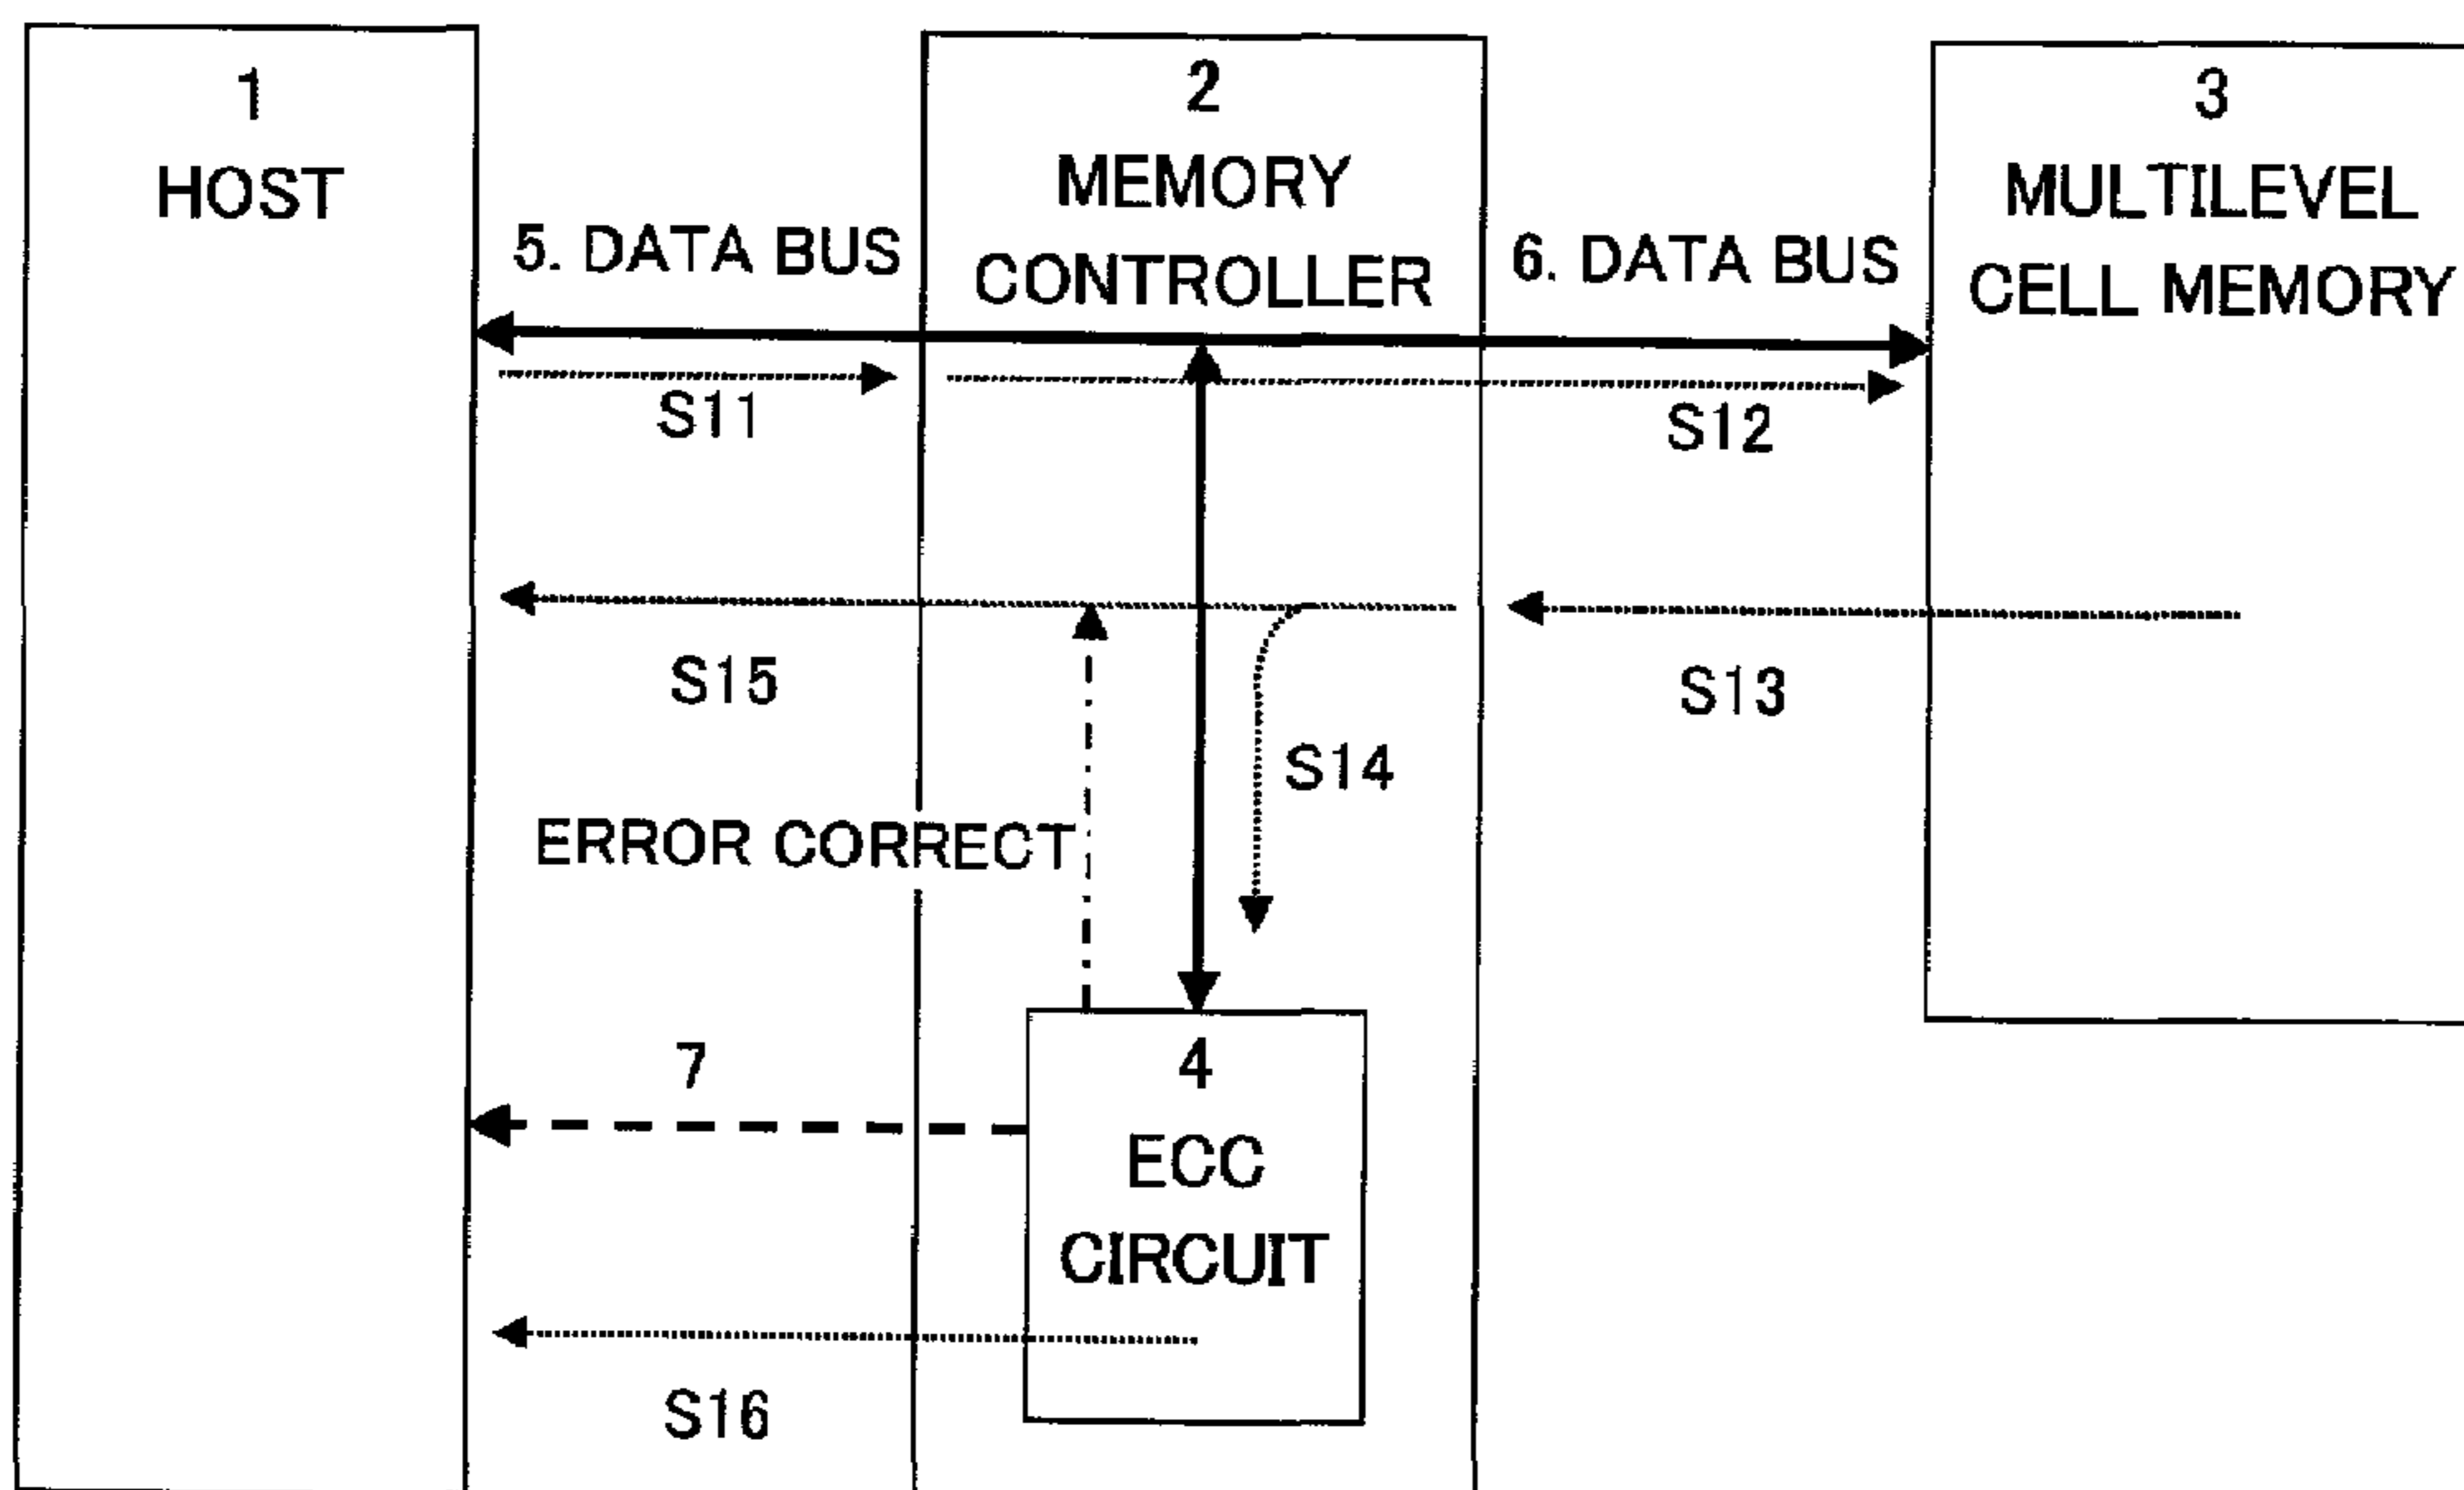 1
HOST
5. DATA BUS
2
MEMORY
CONTROLLER
6. DATA BUS
3
MULTILEVEL
CELL MEMORY
S11
S12
S15
S13
S14
ERROR CORRECT
7
4
ECC
CIRCUIT
S16